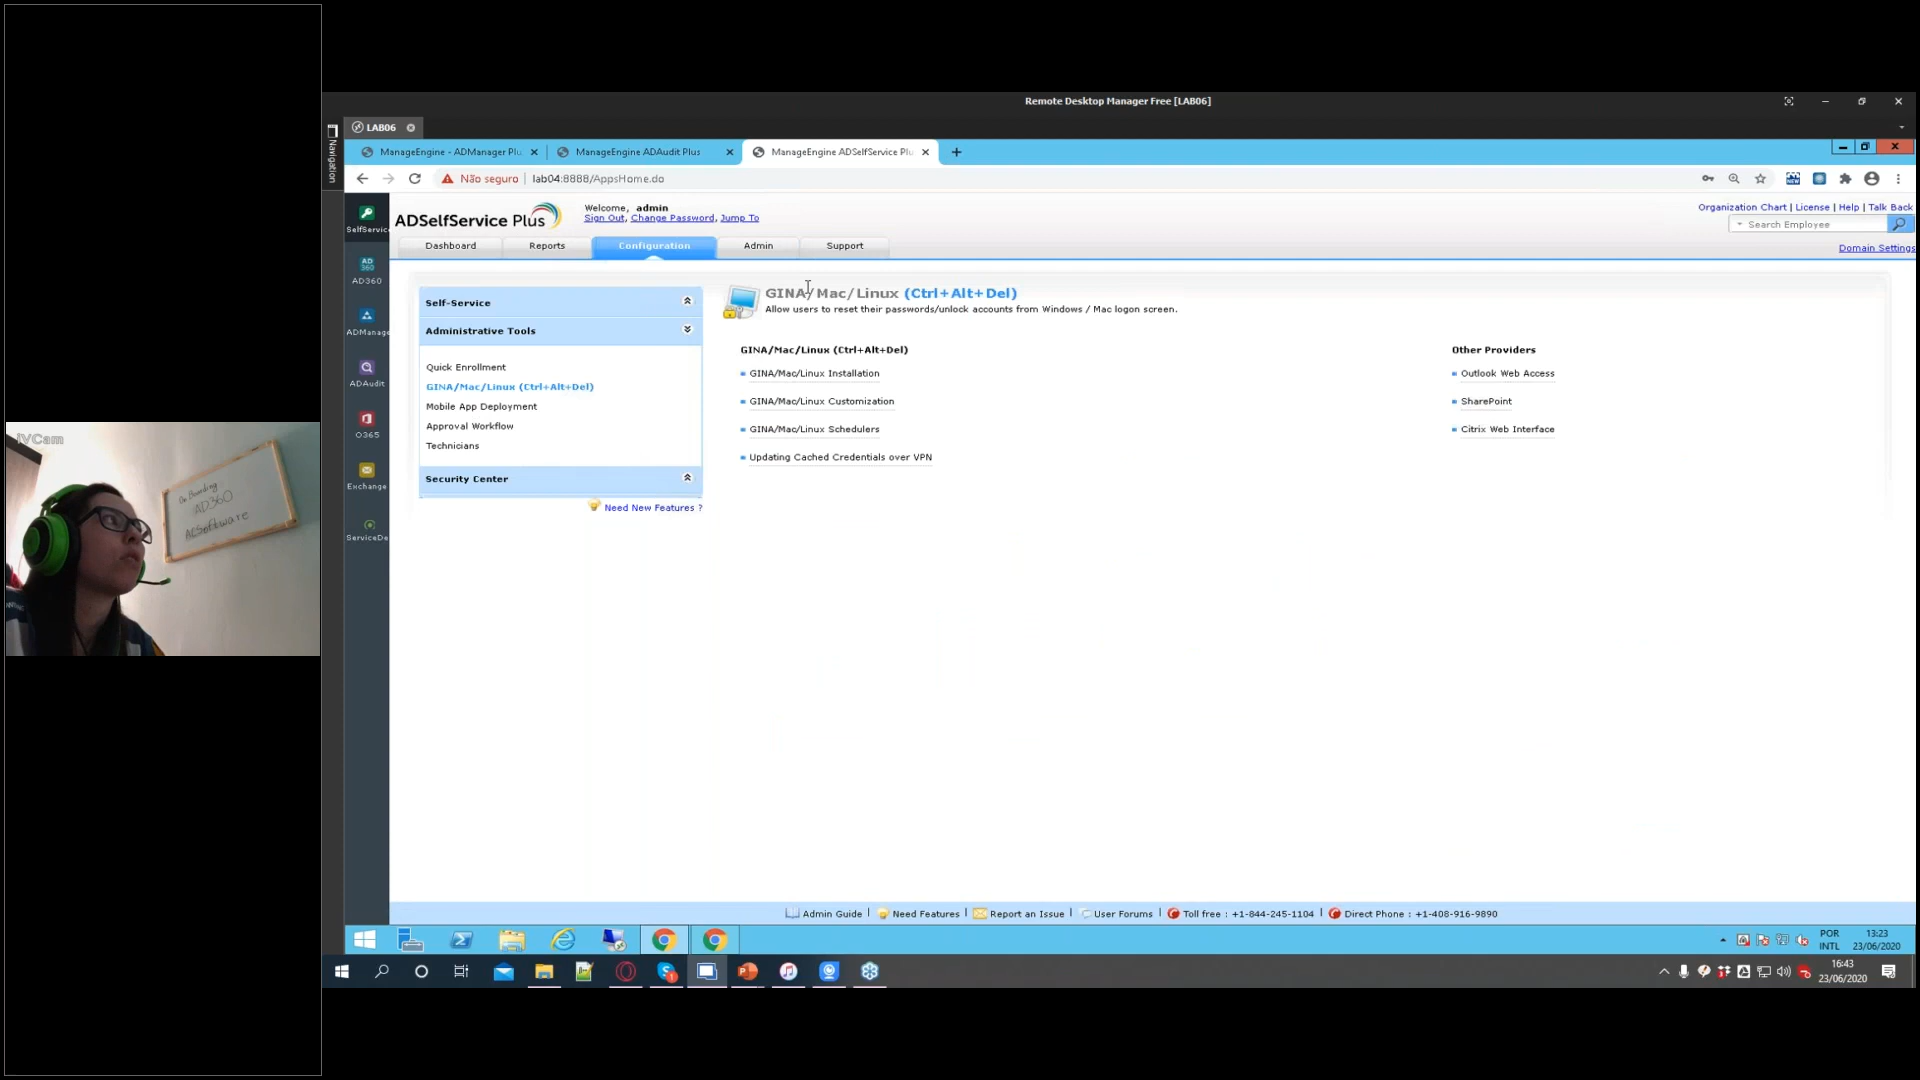 iVCam
On Boarding
AD360
ACSoftware
Remote Desktop Manager Free [LAB06]
LAB06
Navigation
ManageEngine - ADManager Plu
ManageEngine ADAudit Plus
ManageEngine ADSelfService Plu
Não seguro
lab04:8888/AppsHome.do
SelfService
AD360
ADManage
ADAudit
O365
Exchange
ServiceDe
ADSelfService Plus
Welcome, admin
Sign Out, Change Password, Jump To
Organization Chart | License | Help | Talk Back
Search Employee
Domain Settings
Dashboard
Reports
Configuration
Admin
Support
Self-Service
Administrative Tools
Quick Enrollment
GINA/Mac/Linux (Ctrl+Alt+Del)
Mobile App Deployment
Approval Workflow
Technicians
Security Center
Need New Features ?
GINA/Mac/Linux (Ctrl+Alt+Del)
Allow users to reset their passwords/unlock accounts from Windows / Mac logon screen.
GINA/Mac/Linux (Ctrl+Alt+Del)
GINA/Mac/Linux Installation
GINA/Mac/Linux Customization
GINA/Mac/Linux Schedulers
Updating Cached Credentials over VPN
Other Providers
Outlook Web Access
SharePoint
Citrix Web Interface
Admin Guide | Need Features | Report an Issue | User Forums | Toll free : +1-844-245-1104 | Direct Phone : +1-408-916-9890
POR
INTL
13:23
23/06/2020
16:43
23/06/2020